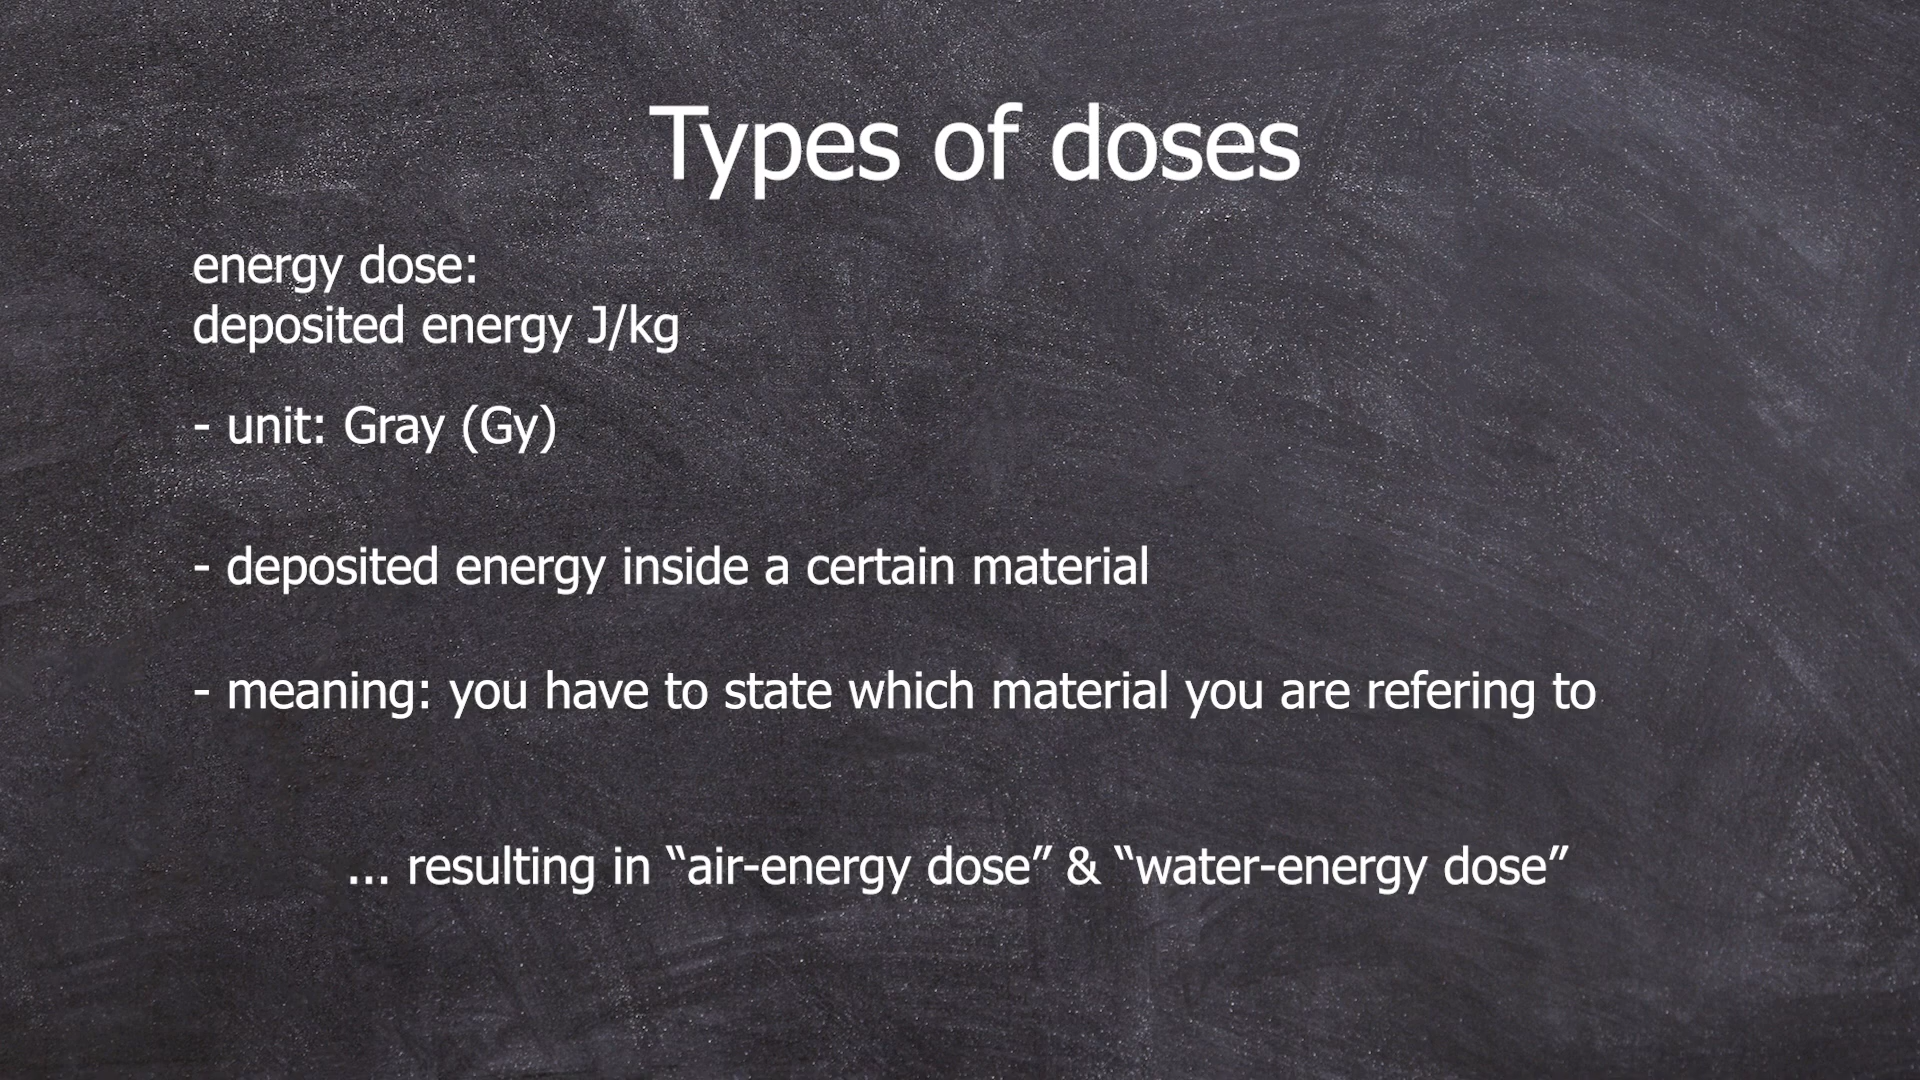 Types of doses
energy dose:
deposited energy J/kg
- unit: Gray (Gy)
- deposited energy inside a certain material
- meaning: you have to state which material you are refering to
... resulting in “air-energy dose” & “water-energy dose”